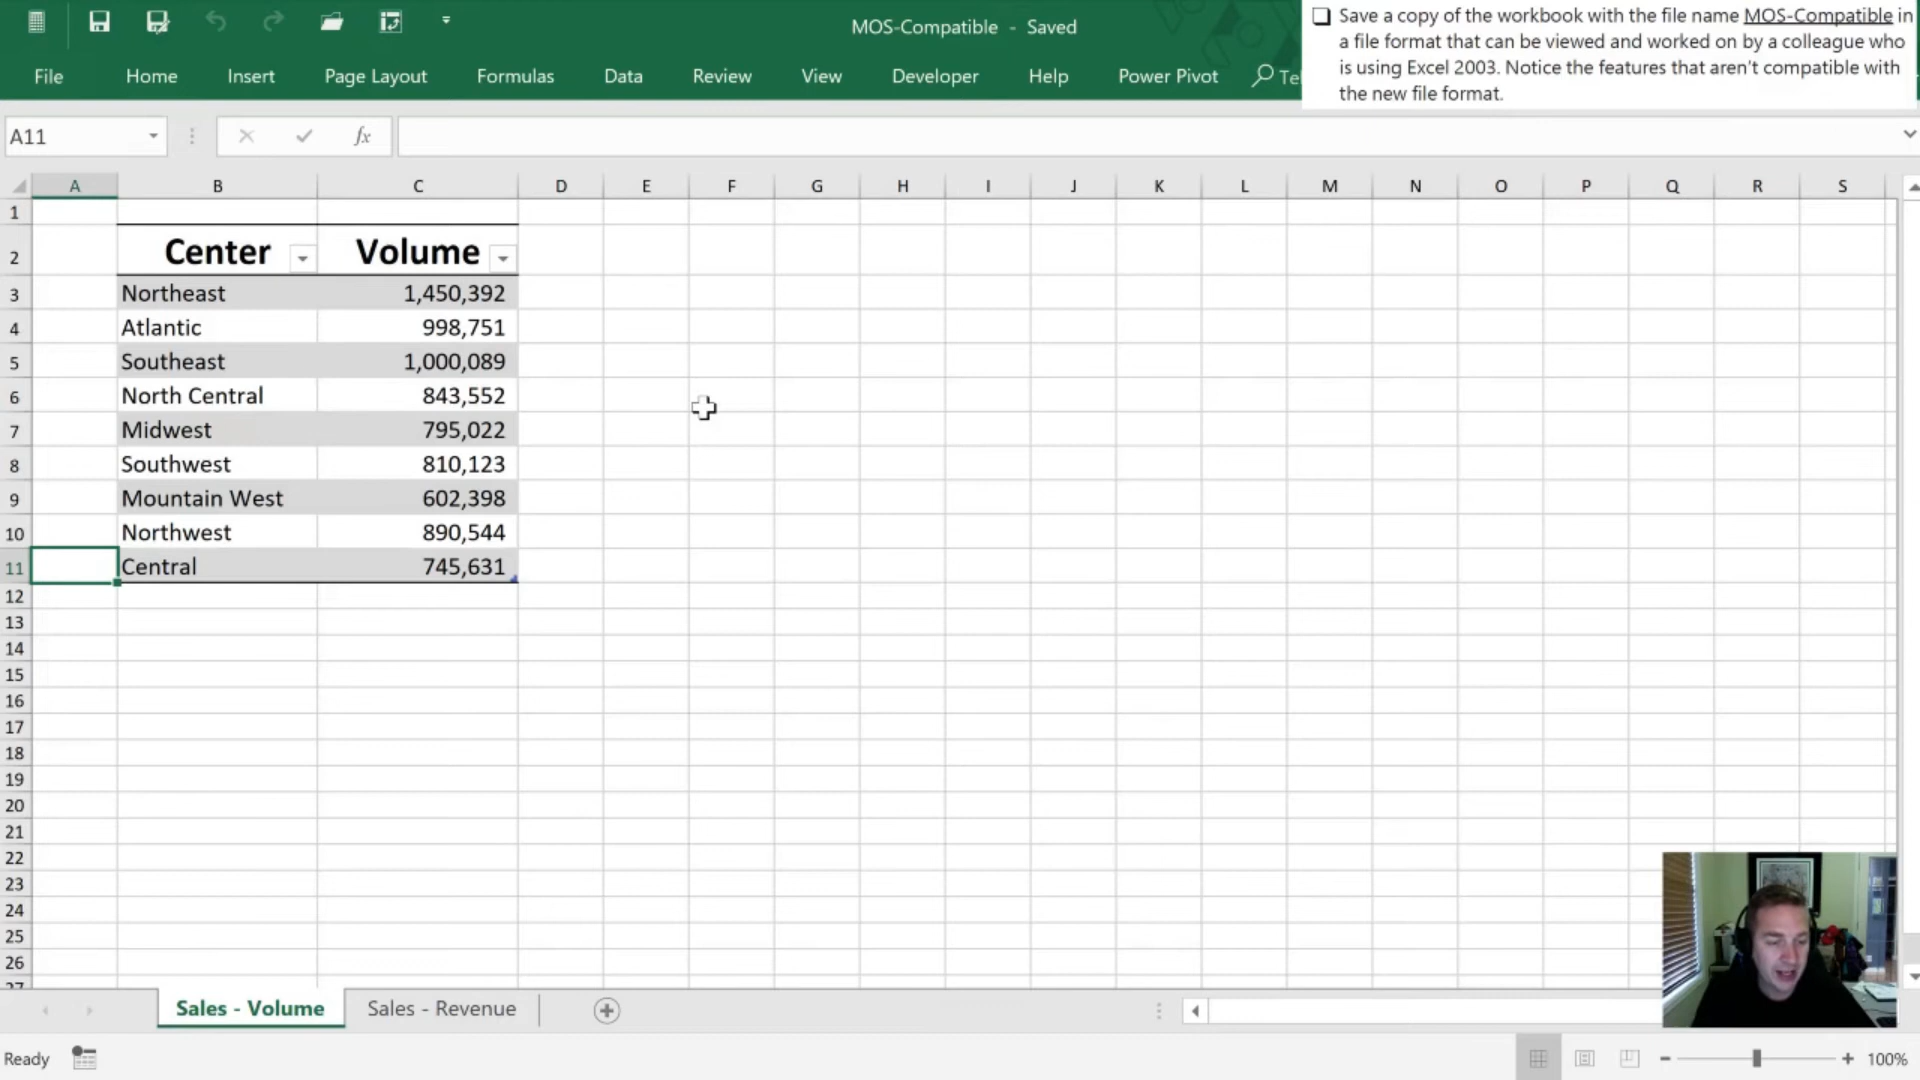 MOS-Compatible - Saved
Save a copy of the workbook with the file name MOS-Compatible in
a file format that can be viewed and worked on by a colleague who
is using Excel 2003. Notice the features that aren't compatible with
the new file format.
File Home Insert Page Layout Formulas Data Review View Developer Help Power Pivot Te
A11 fx
A B C D E F G H I J K L M N O P Q R S
1
2 Center Volume
3 Northeast 1,450,392
4 Atlantic 998,751
5 Southeast 1,000,089
6 North Central 843,552
7 Midwest 795,022
8 Southwest 810,123
9 Mountain West 602,398
10 Northwest 890,544
11 Central 745,631
12
13
14
15
16
17
18
19
20
21
22
23
24
25
26
27
Sales - Volume Sales - Revenue
Ready 100%